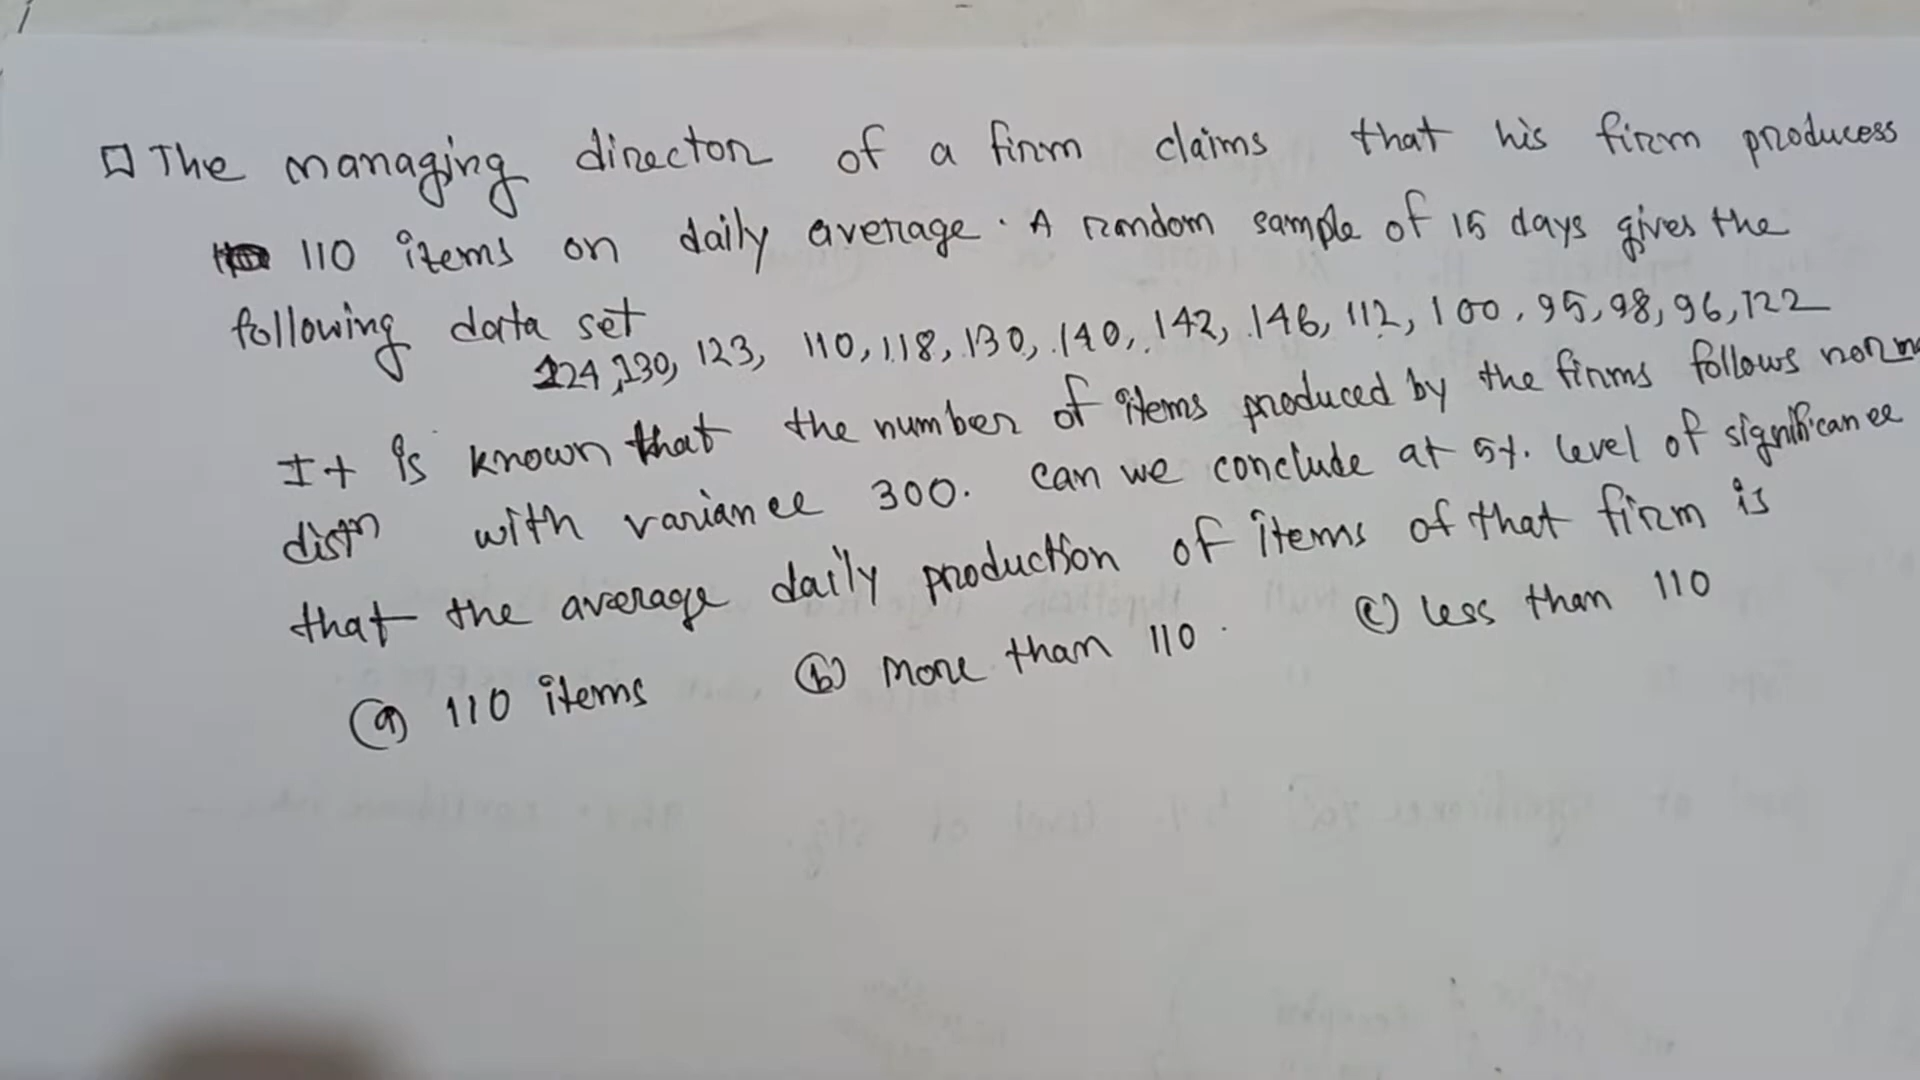 The managing director of a firm claims that his firm producess
110 items on daily average. A random sample of 15 days gives the
following data set
124, 130, 123, 110, 118, 130, 140, 142, 146, 112, 100, 95, 98, 96, 122
It is known that the number of items produced by the firms follows norm
distn with variance 300. can we conclude at 5%. level of significance
that the average daily production of items of that firm is
(a) 110 items (b) more than 110. (c) less than 110